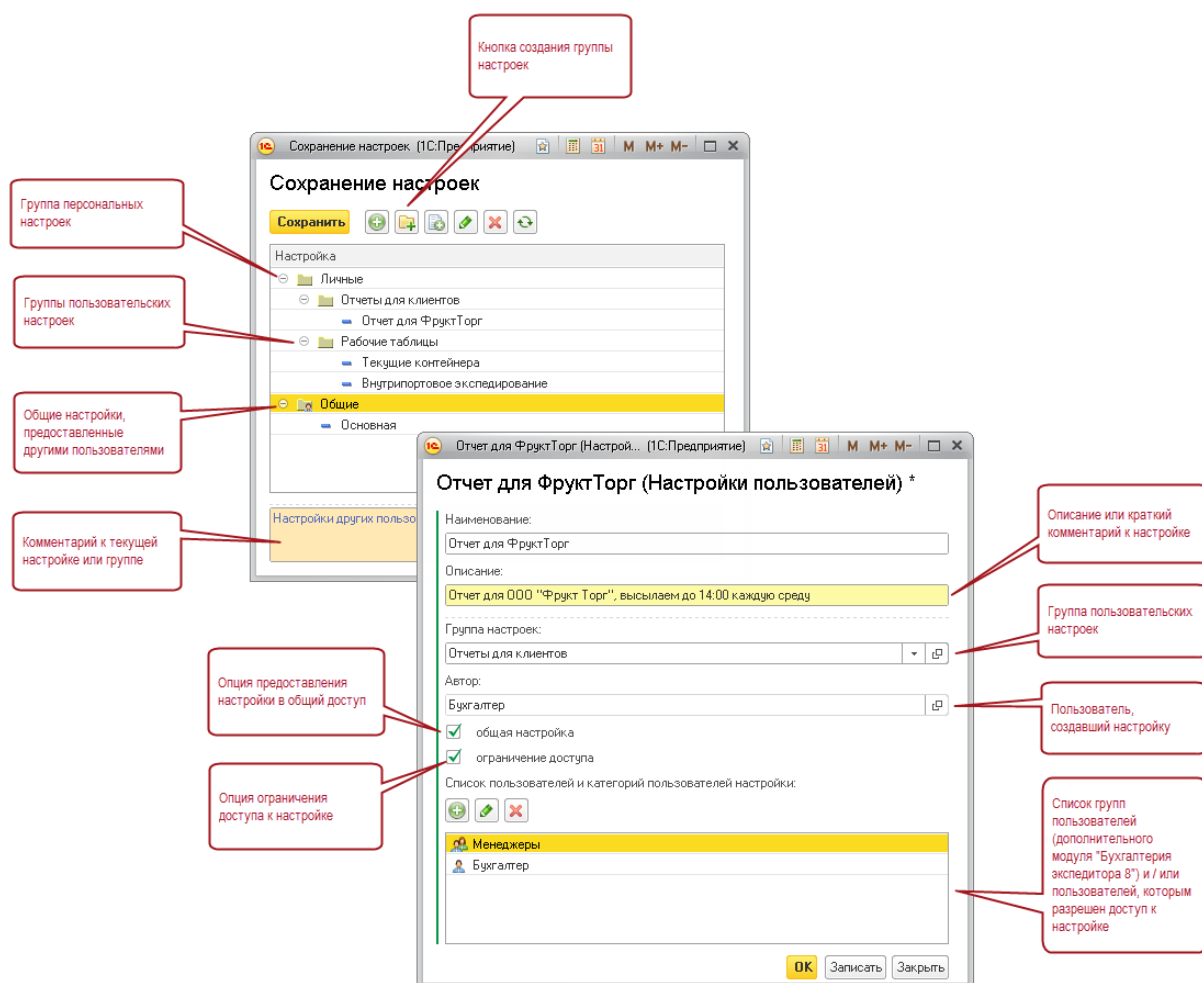 Кнопка создания группы
настроек
Сохранение настроек (1С:Предприятие)
31
M M+ M-
Сохранение настроек
Сохранить
Настройка
Личные
Отчеты для клиентов
Отчет для ФруктТорг
Рабочие таблицы
Текущие контейнера
Внутрипортовое экспедирование
Общие
Основная
Настройки других пользо
Группа персональных
настроек
Группы пользовательских
настроек
Общие настройки,
предоставленные
другими пользователями
Комментарий к текущей
настройке или группе
Отчет для ФруктТорг (Настрой... (1С:Предприятие)
31
M M+ M-
Отчет для ФруктТорг (Настройки пользователей) *
Наименование:
Отчет для ФруктТорг
Описание:
Отчет для ООО "Фрукт Торг", высылаем до 14:00 каждую среду
Группа настроек:
Отчеты для клиентов
Автор:
Бухгалтер
общая настройка
ограничение доступа
Список пользователей и категорий пользователей настройки:
Менеджеры
Бухгалтер
ОК Записать Закрыть
Опция предоставления
настройки в общий доступ
Опция ограничения
доступа к настройке
Описание или краткий
комментарий к настройке
Группа пользовательских
настроек
Пользователь,
создавший настройку
Список групп
пользователей
(дополнительного
модуля "Бухгалтерия
экспедитора 8") и / или
пользователей, которым
разрешен доступ к
настройке